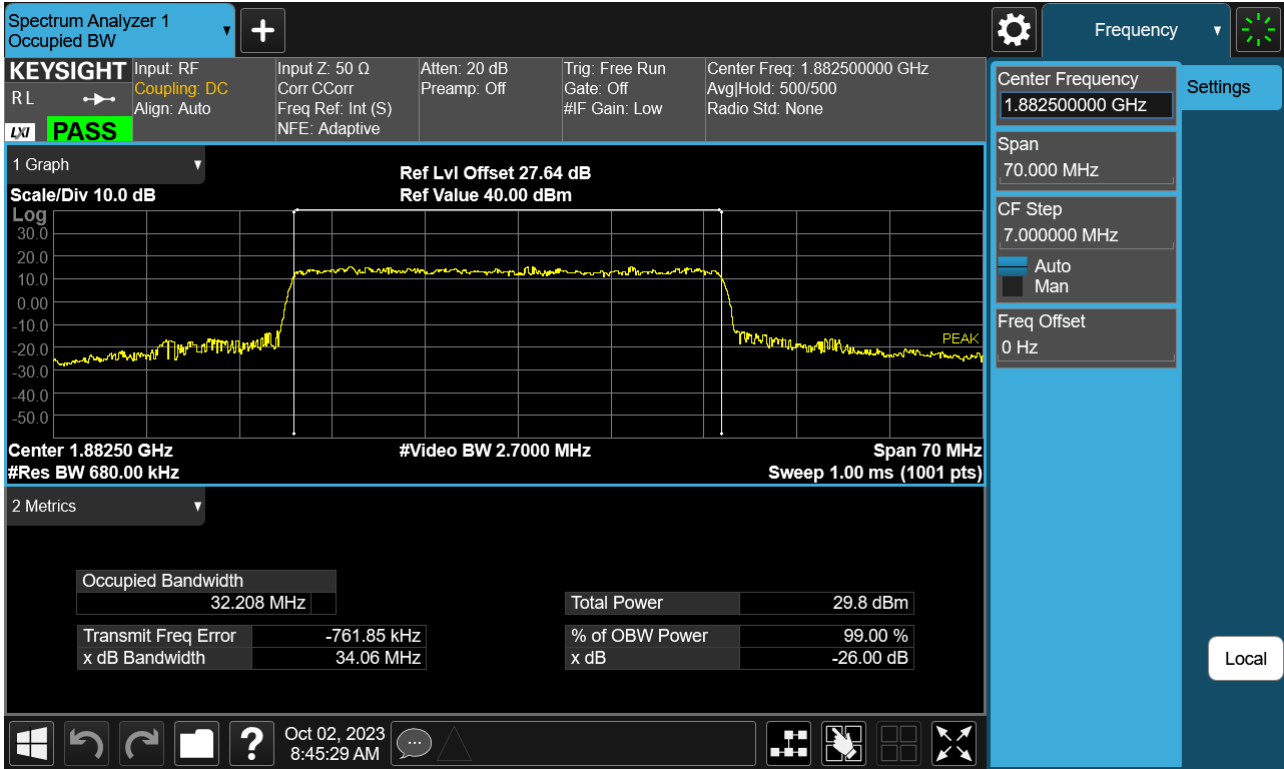 Spectrum Analyzer 1
Occupied BW
Frequency
KEYSIGHT
R L
LXI
PASS
Input: RF
Coupling: DC
Align: Auto
Input Z: 50 Ω
Corr CCorr
Freq Ref: Int (S)
NFE: Adaptive
Atten: 20 dB
Preamp: Off
Trig: Free Run
Gate: Off
#IF Gain: Low
Center Freq: 1.882500000 GHz
Avg|Hold: 500/500
Radio Std: None
Center Frequency
1.882500000 GHz
Settings
Span
70.000 MHz
CF Step
7.000000 MHz
Auto
Man
Freq Offset
0 Hz
Local
1 Graph
Scale/Div 10.0 dB
Ref Lvl Offset 27.64 dB
Ref Value 40.00 dBm
Log
30.0
20.0
10.0
0.00
-10.0
-20.0
-30.0
-40.0
-50.0
PEAK
Center 1.88250 GHz
#Video BW 2.7000 MHz
Span 70 MHz
#Res BW 680.00 kHz
Sweep 1.00 ms (1001 pts)
2 Metrics
Occupied Bandwidth
32.208 MHz
Total Power 29.8 dBm
Transmit Freq Error -761.85 kHz
% of OBW Power 99.00 %
x dB Bandwidth 34.06 MHz
x dB -26.00 dB
Oct 02, 2023
8:45:29 AM